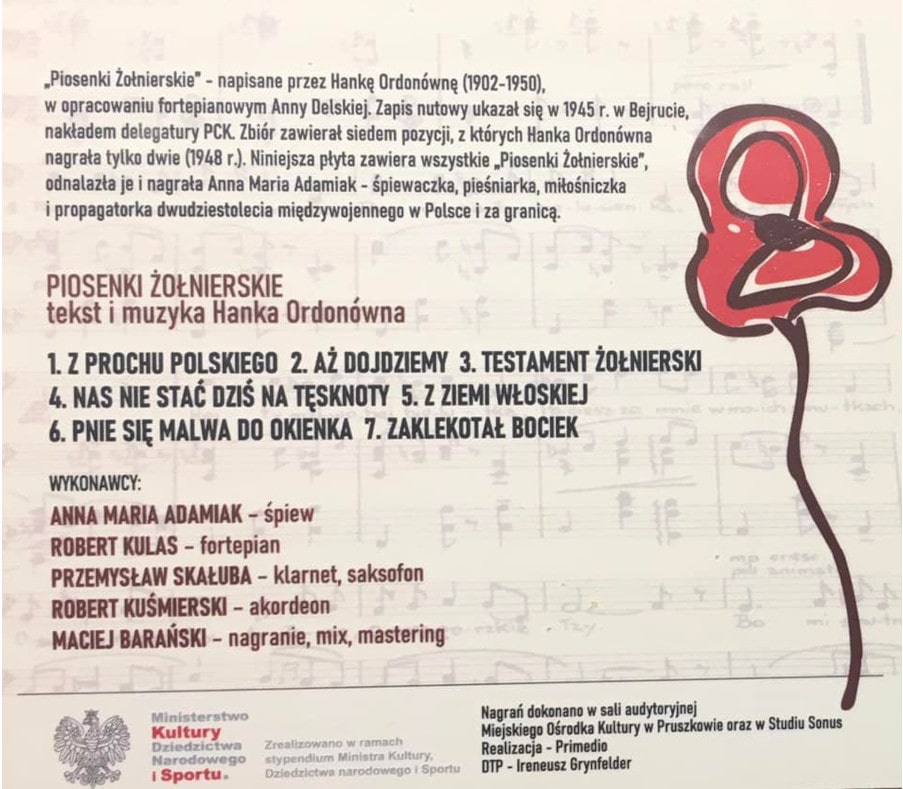 „Piosenki Żołnierskie" - napisane przez Hankę Ordonównę (1902-1950),
w opracowaniu fortepianowym Anny Delskiej. Zapis nutowy ukazał się w 1945 r. w Bejrucie,
nakładem delegatury PCK. Zbiór zawierał siedem pozycji, z których Hanka Ordonówna
nagrała tylko dwie (1948 r.). Niniejsza płyta zawiera wszystkie „Piosenki Żołnierskie",
odnalazła je i nagrała Anna Maria Adamiak - śpiewaczka, pieśniarka, miłośniczka
i propagatorka dwudziestolecia międzywojennego w Polsce i za granicą.
PIOSENKI ŻOŁNIERSKIE
tekst i muzyka Hanka Ordonówna
1. Z PROCHU POLSKIEGO 2. AŻ DOJDZIEMY 3. TESTAMENT ŻOŁNIERSKI
4. NAS NIE STAĆ DZIŚ NA TĘSKNOTY 5. Z ZIEMI WŁOSKIEJ
6. PNIE SIĘ MALWA DO OKIENKA 7. ZAKLEKOTAŁ BOCIEK
WYKONAWCY:
ANNA MARIA ADAMIAK – śpiew
ROBERT KULAS – fortepian
PRZEMYSŁAW SKAŁUBA – klarnet, saksofon
ROBERT KUŚMIERSKI – akordeon
MACIEJ BARAŃSKI – nagranie, mix, mastering
Ministerstwo
Kultury
Dziedzictwa
Narodowego
i Sportu.
Zrealizowano w ramach
stypendium Ministra Kultury,
Dziedzictwa narodowego i Sportu
Nagrań dokonano w sali audytoryjnej
Miejskiego Ośrodka Kultury w Pruszkowie oraz w Studiu Sonus
Realizacja - Primedio
DTP - Ireneusz Grynfelder